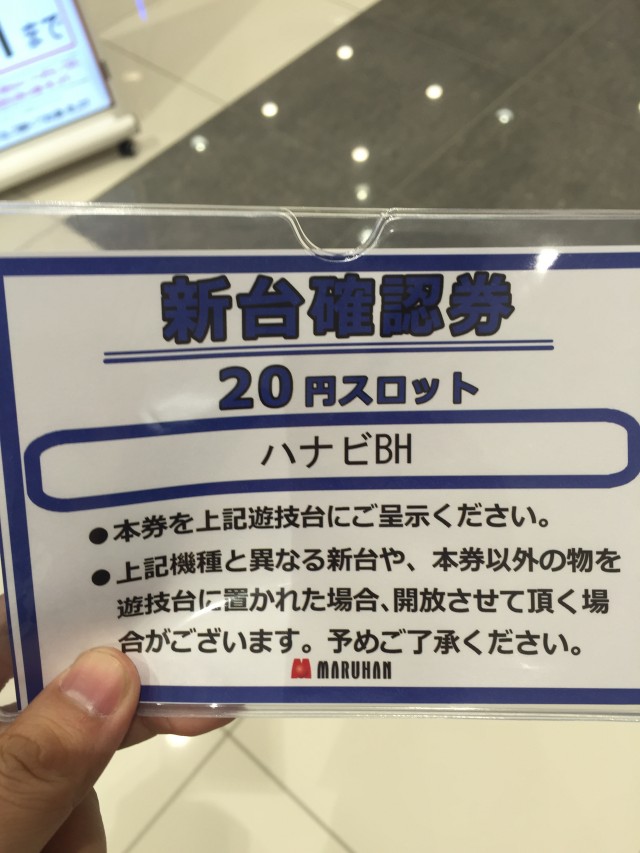 まで
新台確認券
20円スロット
ハナビBH
●本券を上記遊技台にご呈示ください。
●上記機種と異なる新台や、本券以外の物を
遊技台に置かれた場合、開放させて頂く場
合がございます。予めご了承ください。
MARUHAN